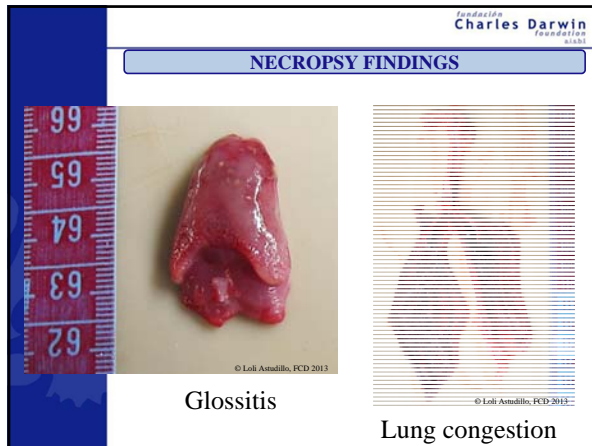 fundación
Charles Darwin
foundation
aisbl
NECROPSY FINDINGS
66
65
64
63
62
© Loli Astudillo, FCD 2013
© Loli Astudillo, FCD 2013
Glossitis
Lung congestion